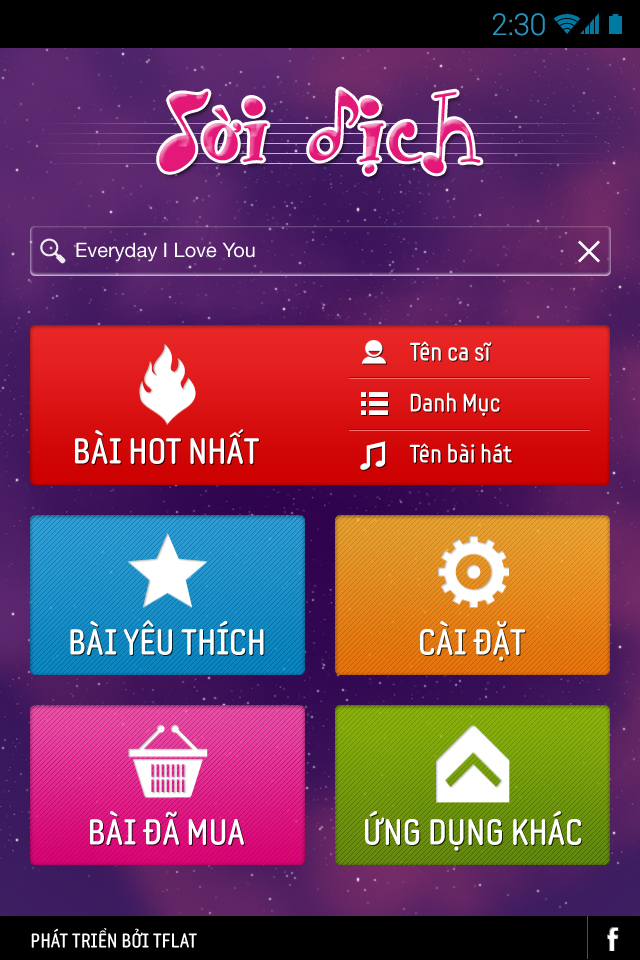 2:30
Lời dịch
Everyday I Love You
BÀI HOT NHẤT
Tên ca sĩ
Danh Mục
Tên bài hát
BÀI YÊU THÍCH
CÀI ĐẶT
BÀI ĐÃ MUA
ỨNG DỤNG KHÁC
PHÁT TRIỂN BỞI TFLAT
f